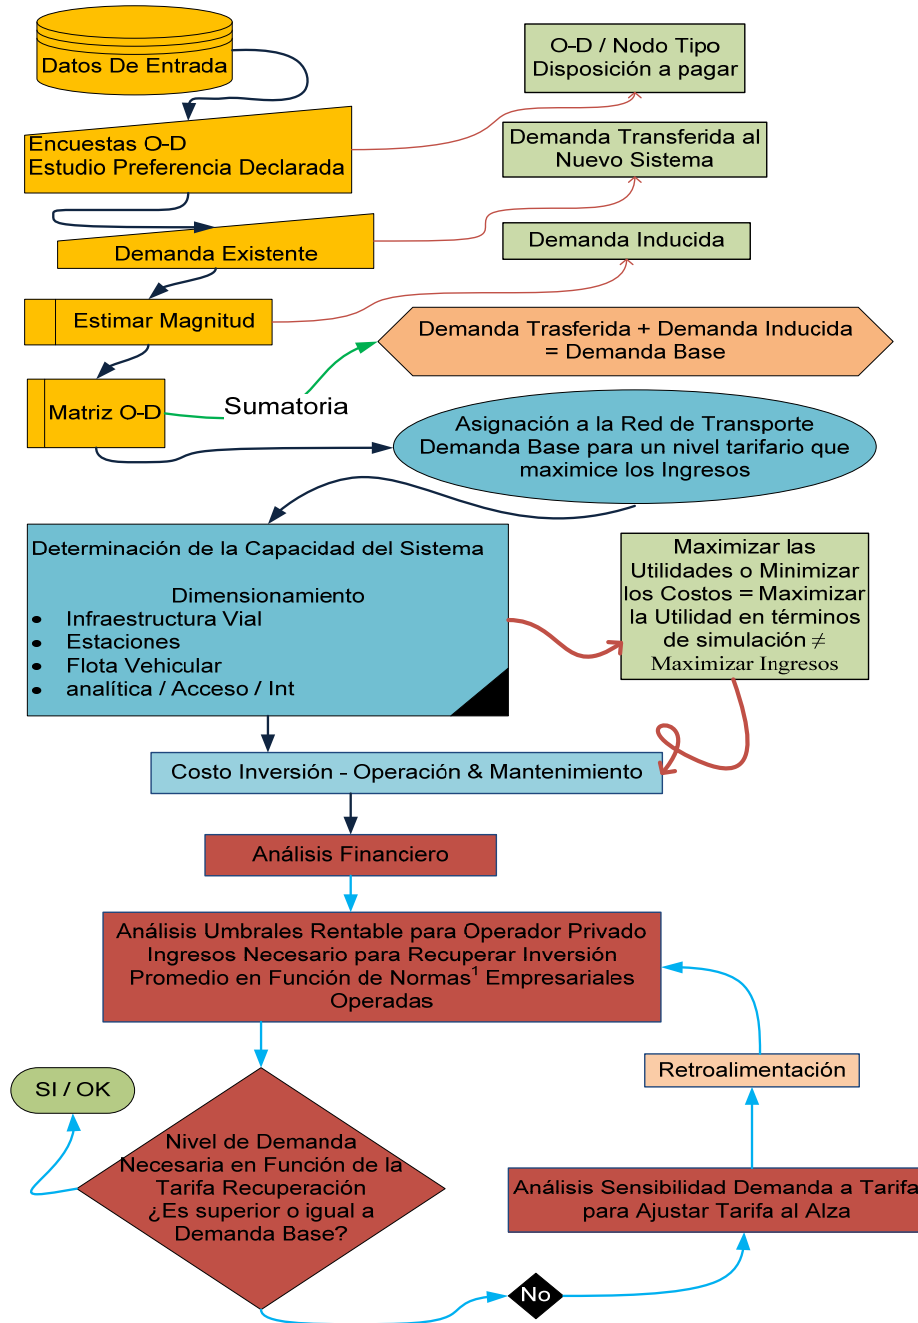 Datos De Entrada
O-D / Nodo Tipo
Disposición a pagar
Encuestas O-D
Estudio Preferencia Declarada
Demanda Transferida al
Nuevo Sistema
Demanda Existente
Demanda Inducida
Estimar Magnitud
Demanda Trasferida + Demanda Inducida
= Demanda Base
Matriz O-D
Sumatoria
Asignación a la Red de Transporte
Demanda Base para un nivel tarifario que
maximice los Ingresos
Determinación de la Capacidad del Sistema
Dimensionamiento
• Infraestructura Vial
• Estaciones
• Flota Vehicular
• analítica / Acceso / Int
Maximizar las
Utilidades o Minimizar
los Costos = Maximizar
la Utilidad en términos
de simulación ≠
Maximizar Ingresos
Costo Inversión - Operación & Mantenimiento
Análisis Financiero
Análisis Umbrales Rentable para Operador Privado
Ingresos Necesario para Recuperar Inversión
Promedio en Función de Normas¹ Empresariales
Operadas
Retroalimentación
SI / OK
Nivel de Demanda
Necesaria en Función de la
Tarifa Recuperación
¿Es superior o igual a
Demanda Base?
Análisis Sensibilidad Demanda a Tarifa
para Ajustar Tarifa al Alza
No